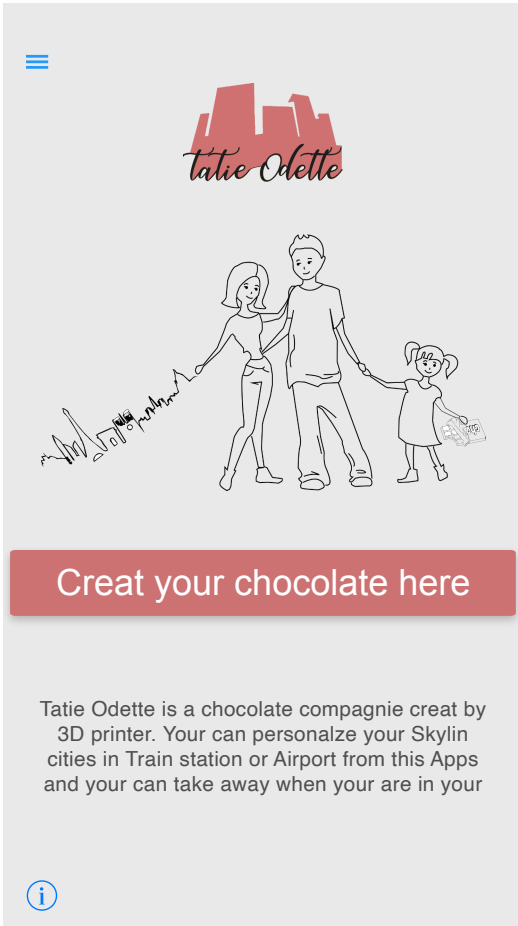 tatie Odette
Creat your chocolate here
Tatie Odette is a chocolate compagnie creat by
3D printer. Your can personalze your Skylin
cities in Train station or Airport from this Apps
and your can take away when your are in your
i